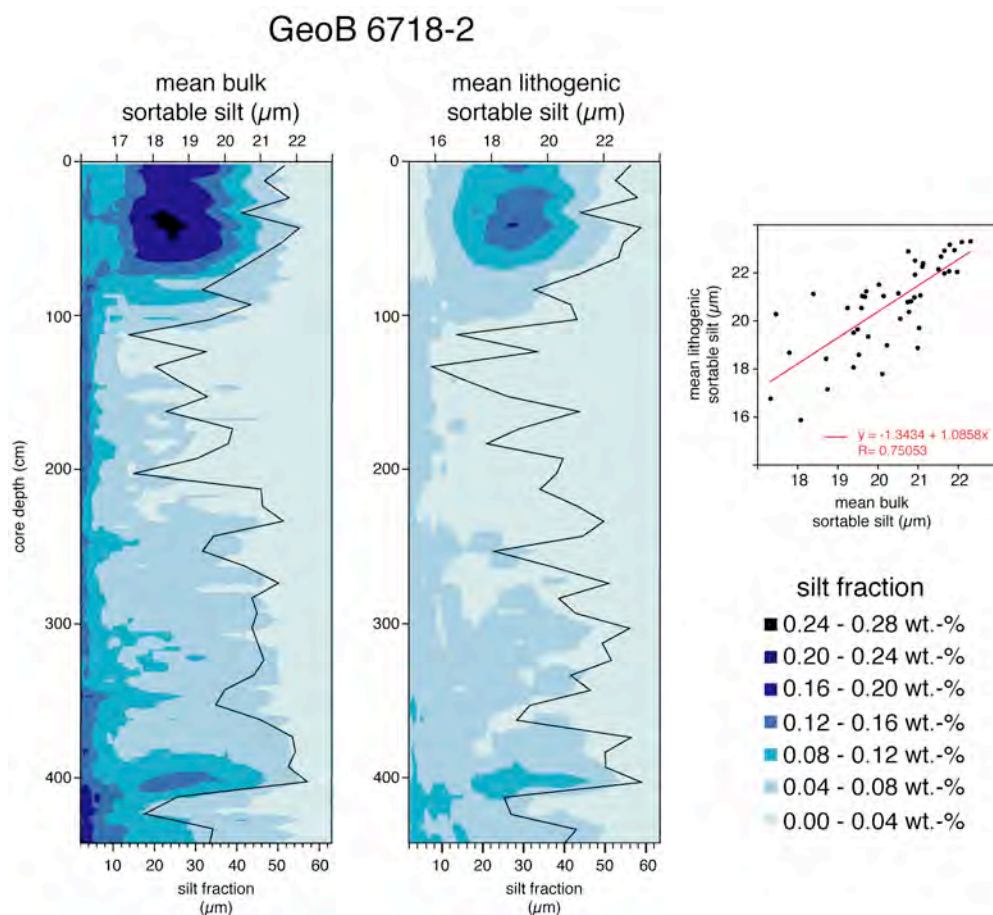 GeoB 6718-2
mean bulk
sortable silt (µm)
17 18 19 20 21 22
0
100
200
300
400
core depth (cm)
0 10 20 30 40 50 60
silt fraction
(µm)
mean lithogenic
sortable silt (µm)
16 18 20 22
0 10 20 30 40 50 60
silt fraction
(µm)
mean lithogenic
sortable silt (µm)
22
20
18
16
y = -1.3434 + 1.0858x
R= 0.75053
18 19 20 21 22
mean bulk
sortable silt (µm)
silt fraction
0.24 - 0.28 wt.-%
0.20 - 0.24 wt.-%
0.16 - 0.20 wt.-%
0.12 - 0.16 wt.-%
0.08 - 0.12 wt.-%
0.04 - 0.08 wt.-%
0.00 - 0.04 wt.-%